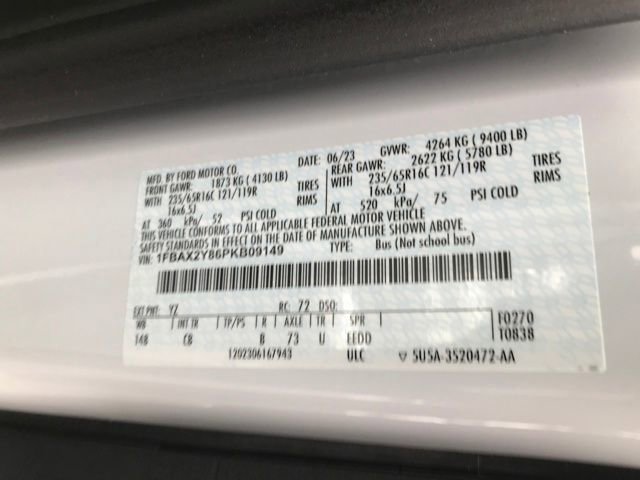 MFD. BY FORD MOTOR CO. DATE: 06/23 GVWR: 4264 KG ( 9400 LB)
FRONT GAWR: 1873 KG ( 4130 LB) REAR GAWR: 2622 KG ( 5780 LB)
WITH 235/65R16C 121/119R TIRES WITH 235/65R16C 121/119R TIRES
16x6.5J RIMS 16x6.5J RIMS
AT 360 kPa/ 52 PSI COLD AT 520 kPa/ 75 PSI COLD
THIS VEHICLE CONFORMS TO ALL APPLICABLE FEDERAL MOTOR VEHICLE
SAFETY STANDARDS IN EFFECT ON THE DATE OF MANUFACTURE SHOWN ABOVE.
1FBAX2Y86PKB09149 TYPE: Bus (Not school bus)
EXT PNT: YZ RC: 72 DSO:
WB INT TR TP/PS R AXLE TR SPR F0270
148 CB B 73 U EEDD T0838
1202306167943 ULC ▽ 5U5A-3520472-AA